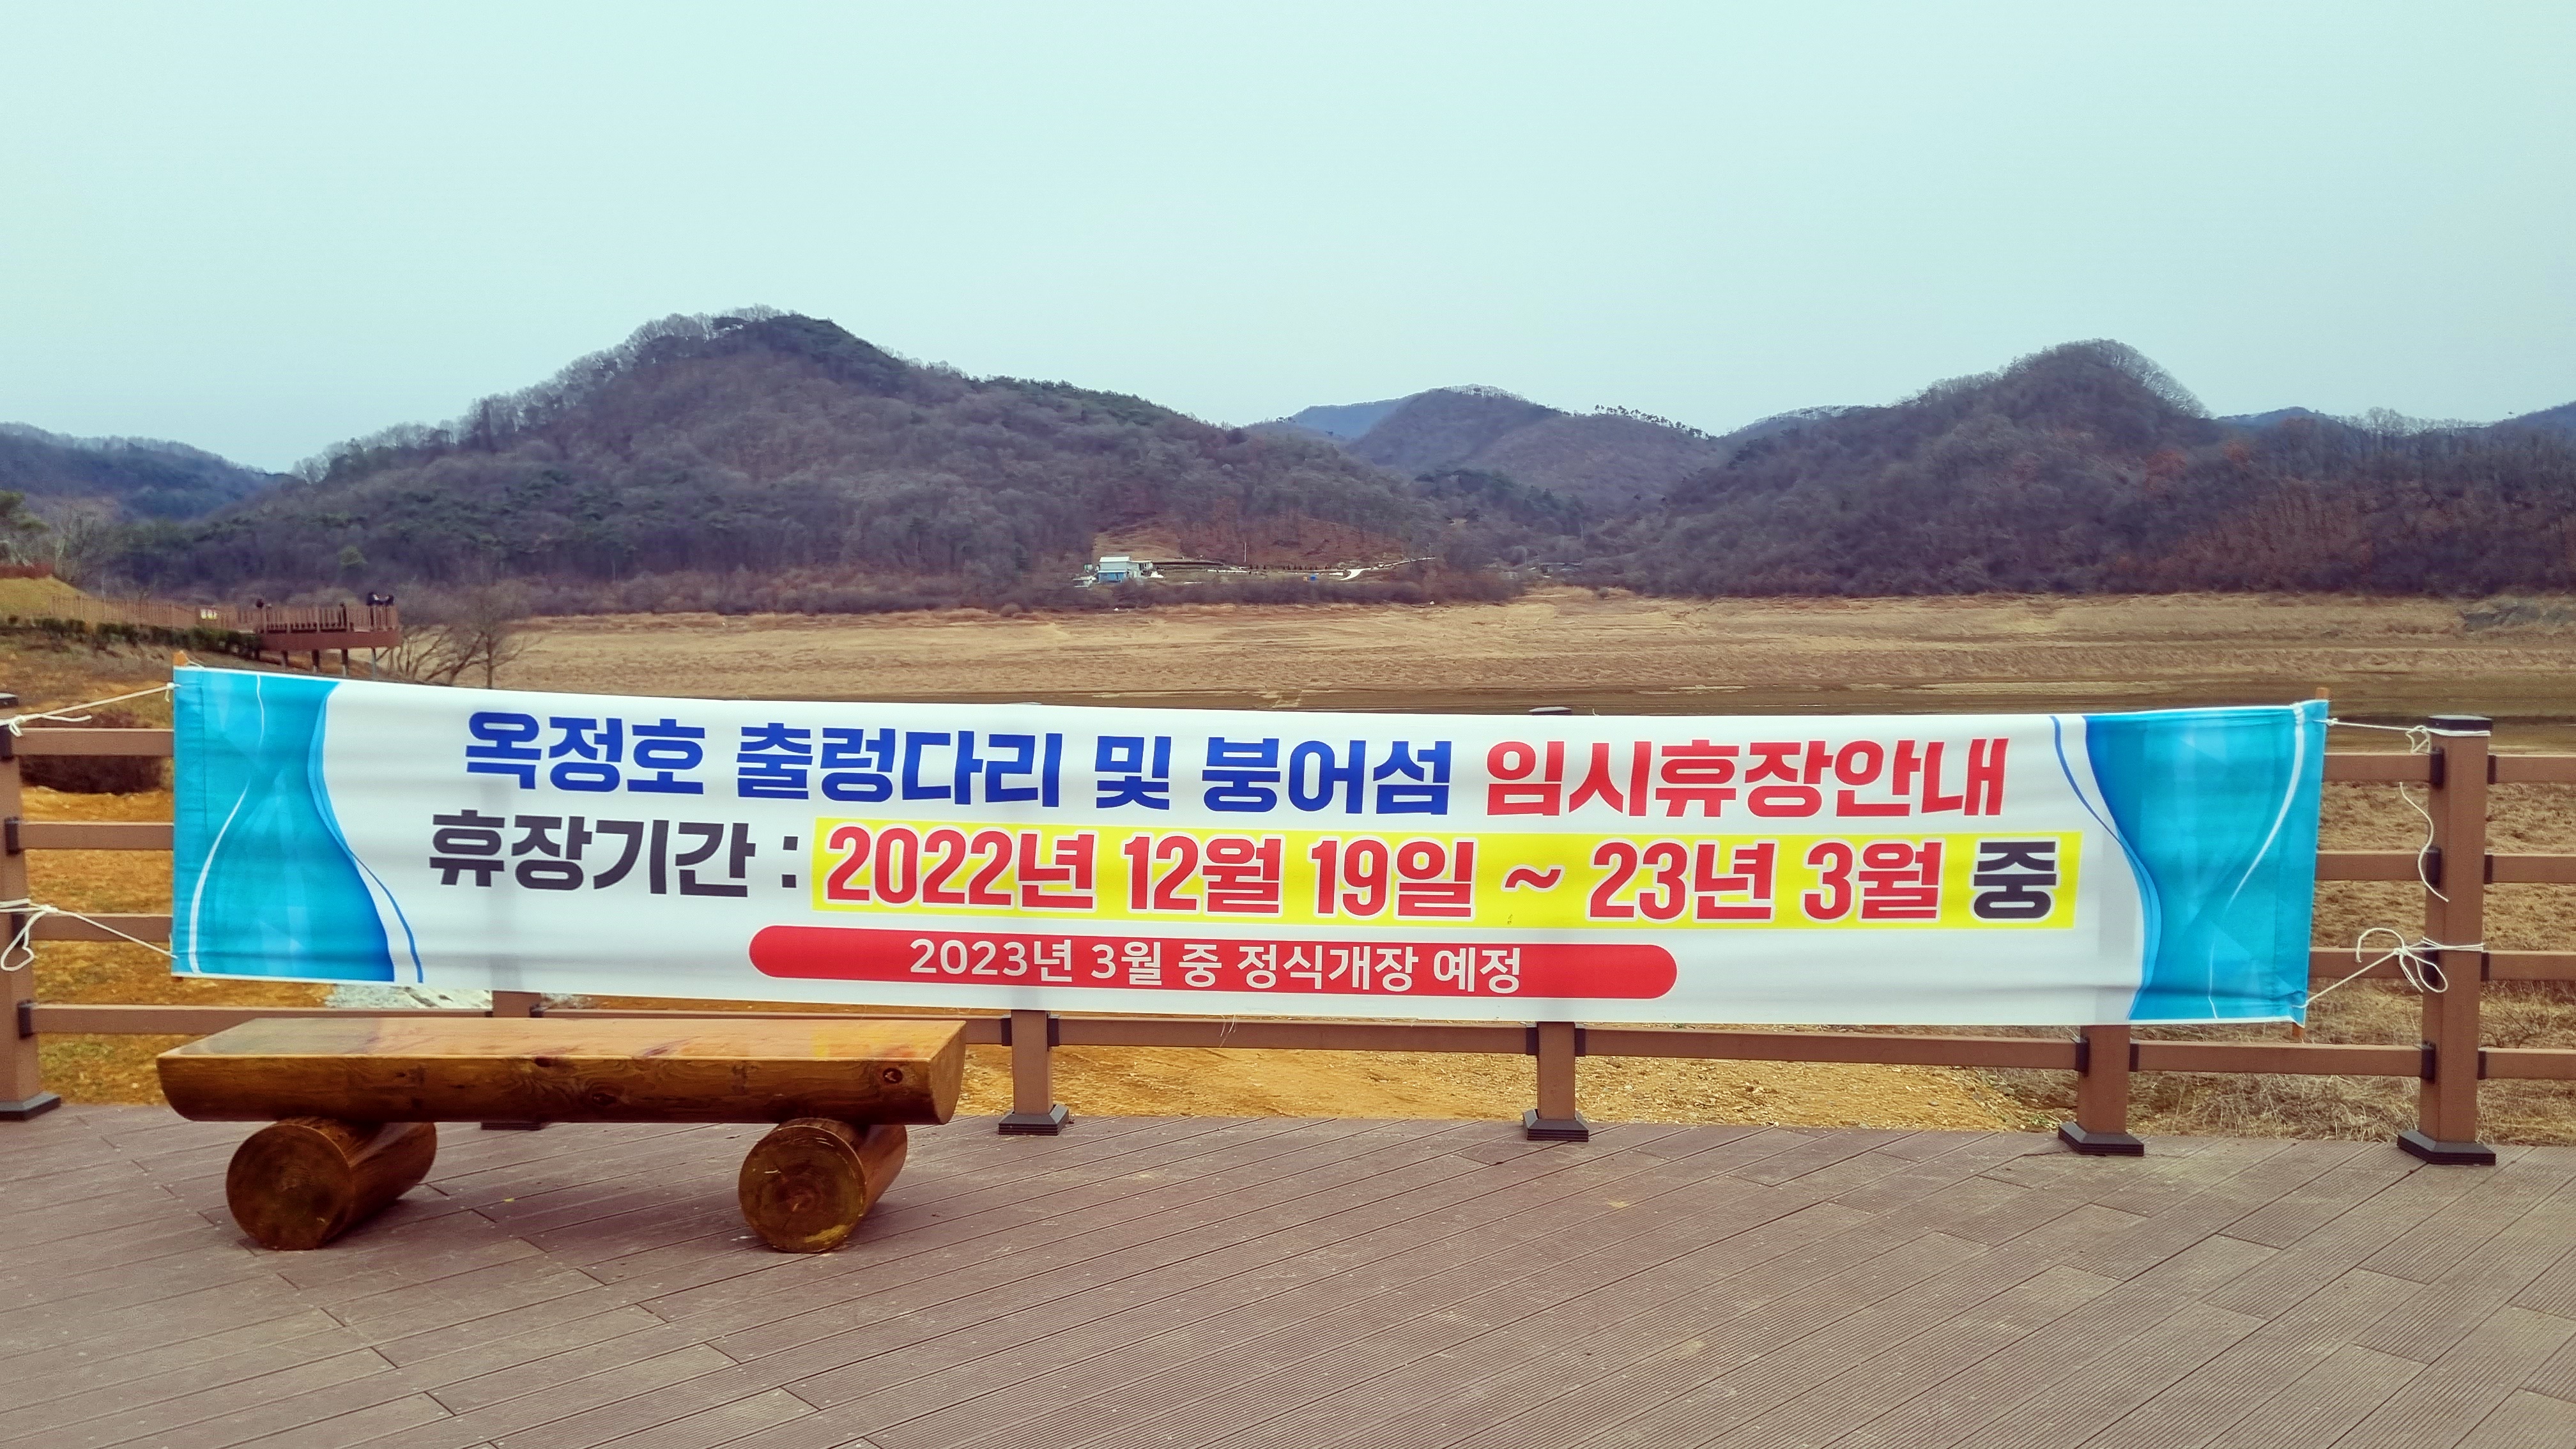 옥정호 출렁다리 및 붕어섬 임시휴장안내
휴장기간 : 2022년 12월 19일 ~ 23년 3월 중
2023년 3월 중 정식개장 예정